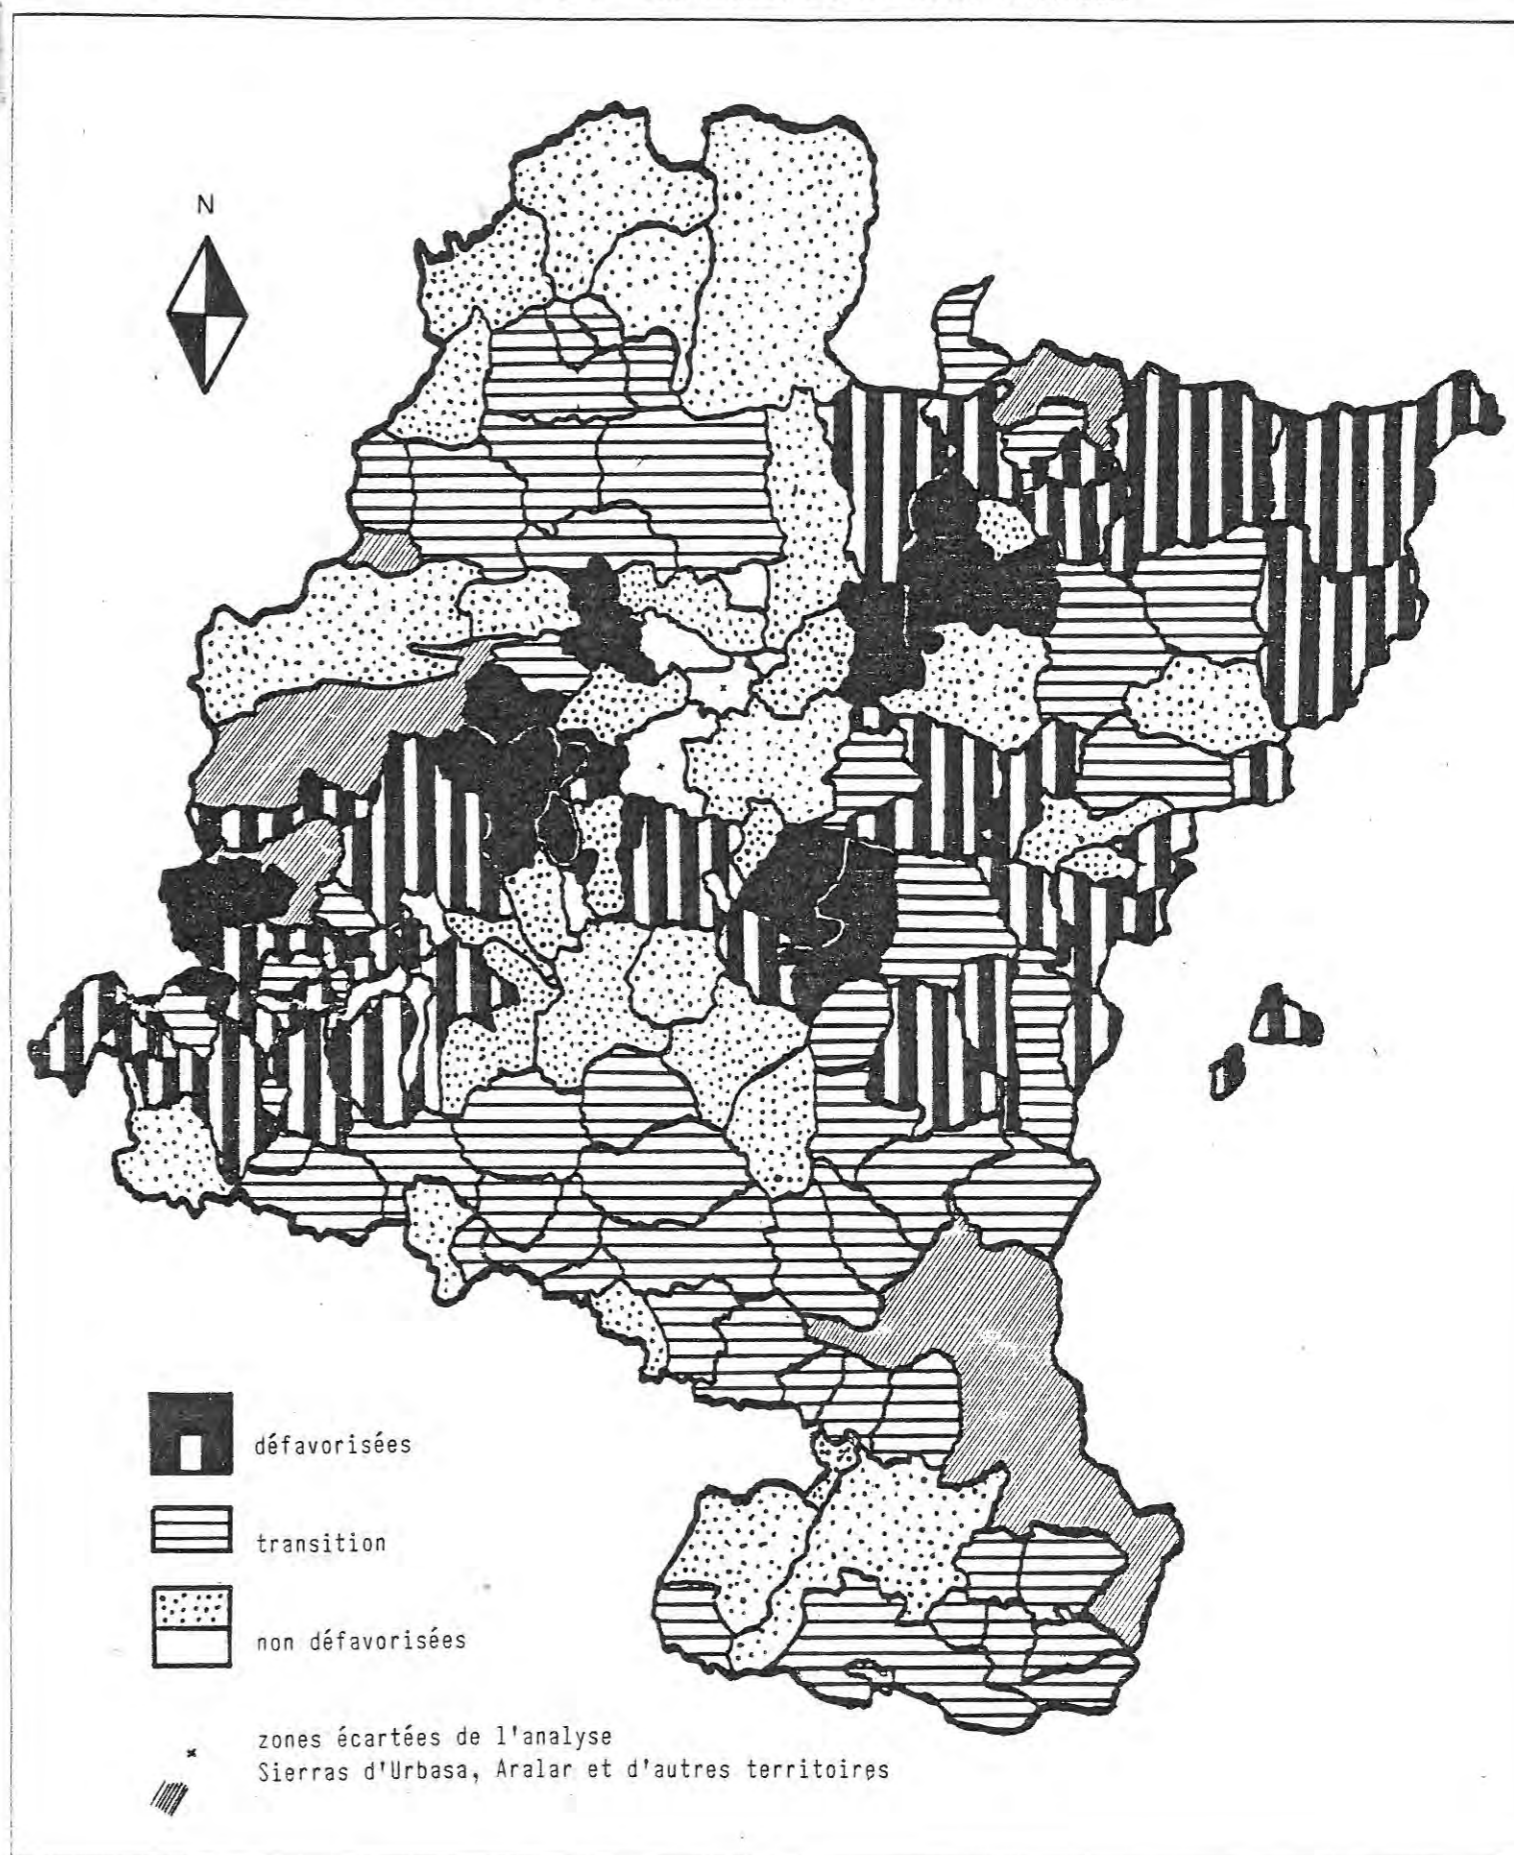 N
défavorisées
transition
non défavorisées
zones écartées de l'analyse
Sierras d'Urbasa, Aralar et d'autres territoires